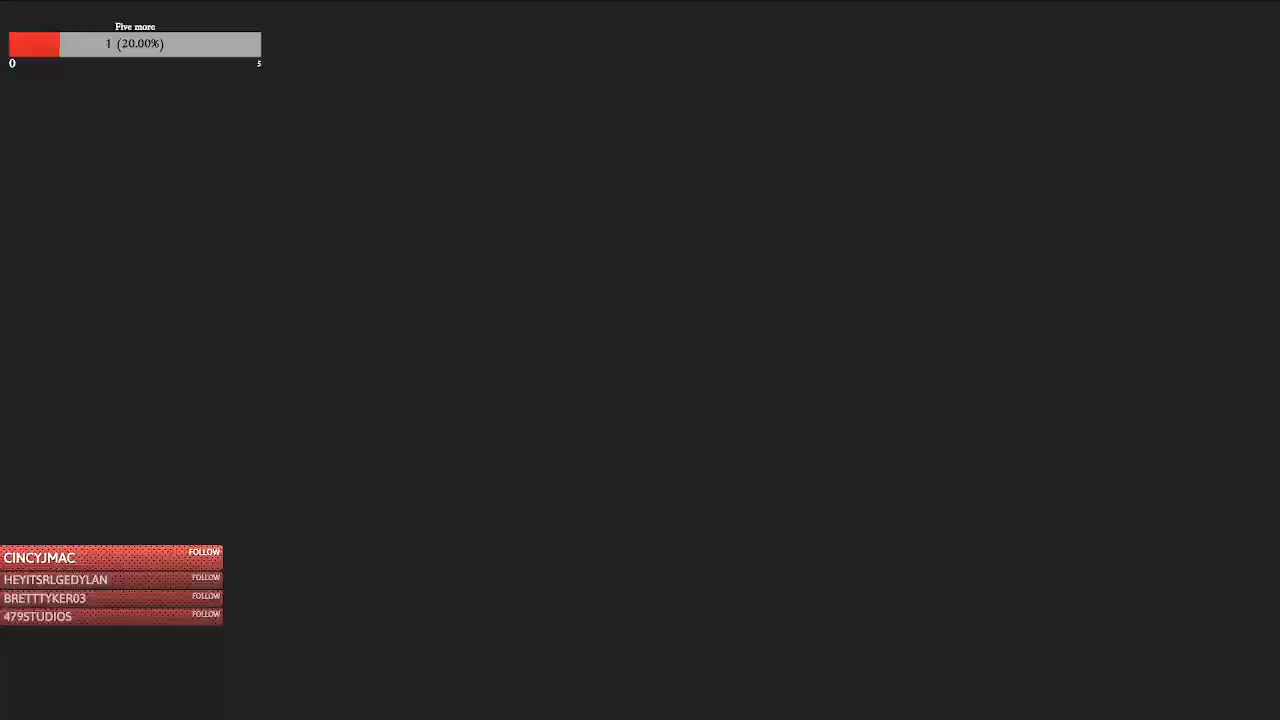 Five more
1 (20.00%)
0 5
CINCYJMAC FOLLOW
HEYITSRLGEDYLAN FOLLOW
BRETTTYKER03 FOLLOW
479STUDIOS FOLLOW